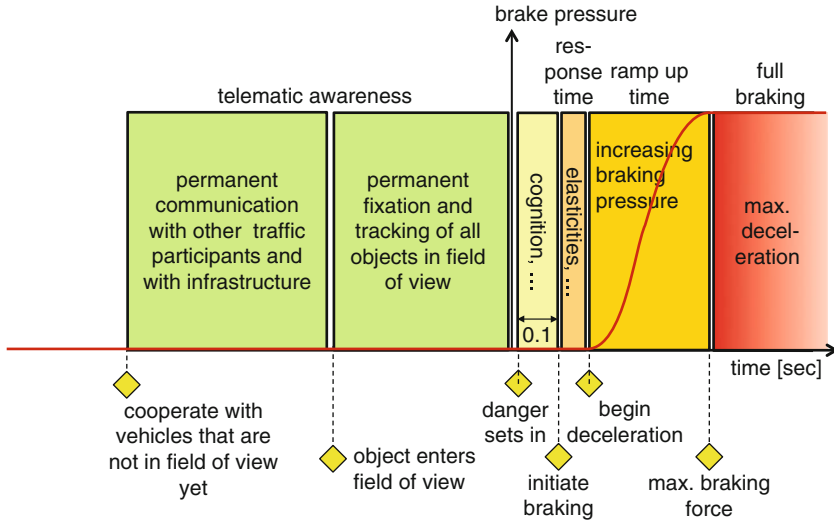 brake pressure
res-
ponse
time
ramp up
time
full
braking
telematic awareness
permanent
communication
with other traffic
participants and
with infrastructure
permanent
fixation and
tracking of all
objects in field
of view
cognition, ...
elasticities, ...
increasing
braking
pressure
max.
decel-
eration
0.1
time [sec]
cooperate with
vehicles that are
not in field of view
yet
object enters
field of view
danger
sets in
initiate
braking
begin
deceleration
max. braking
force